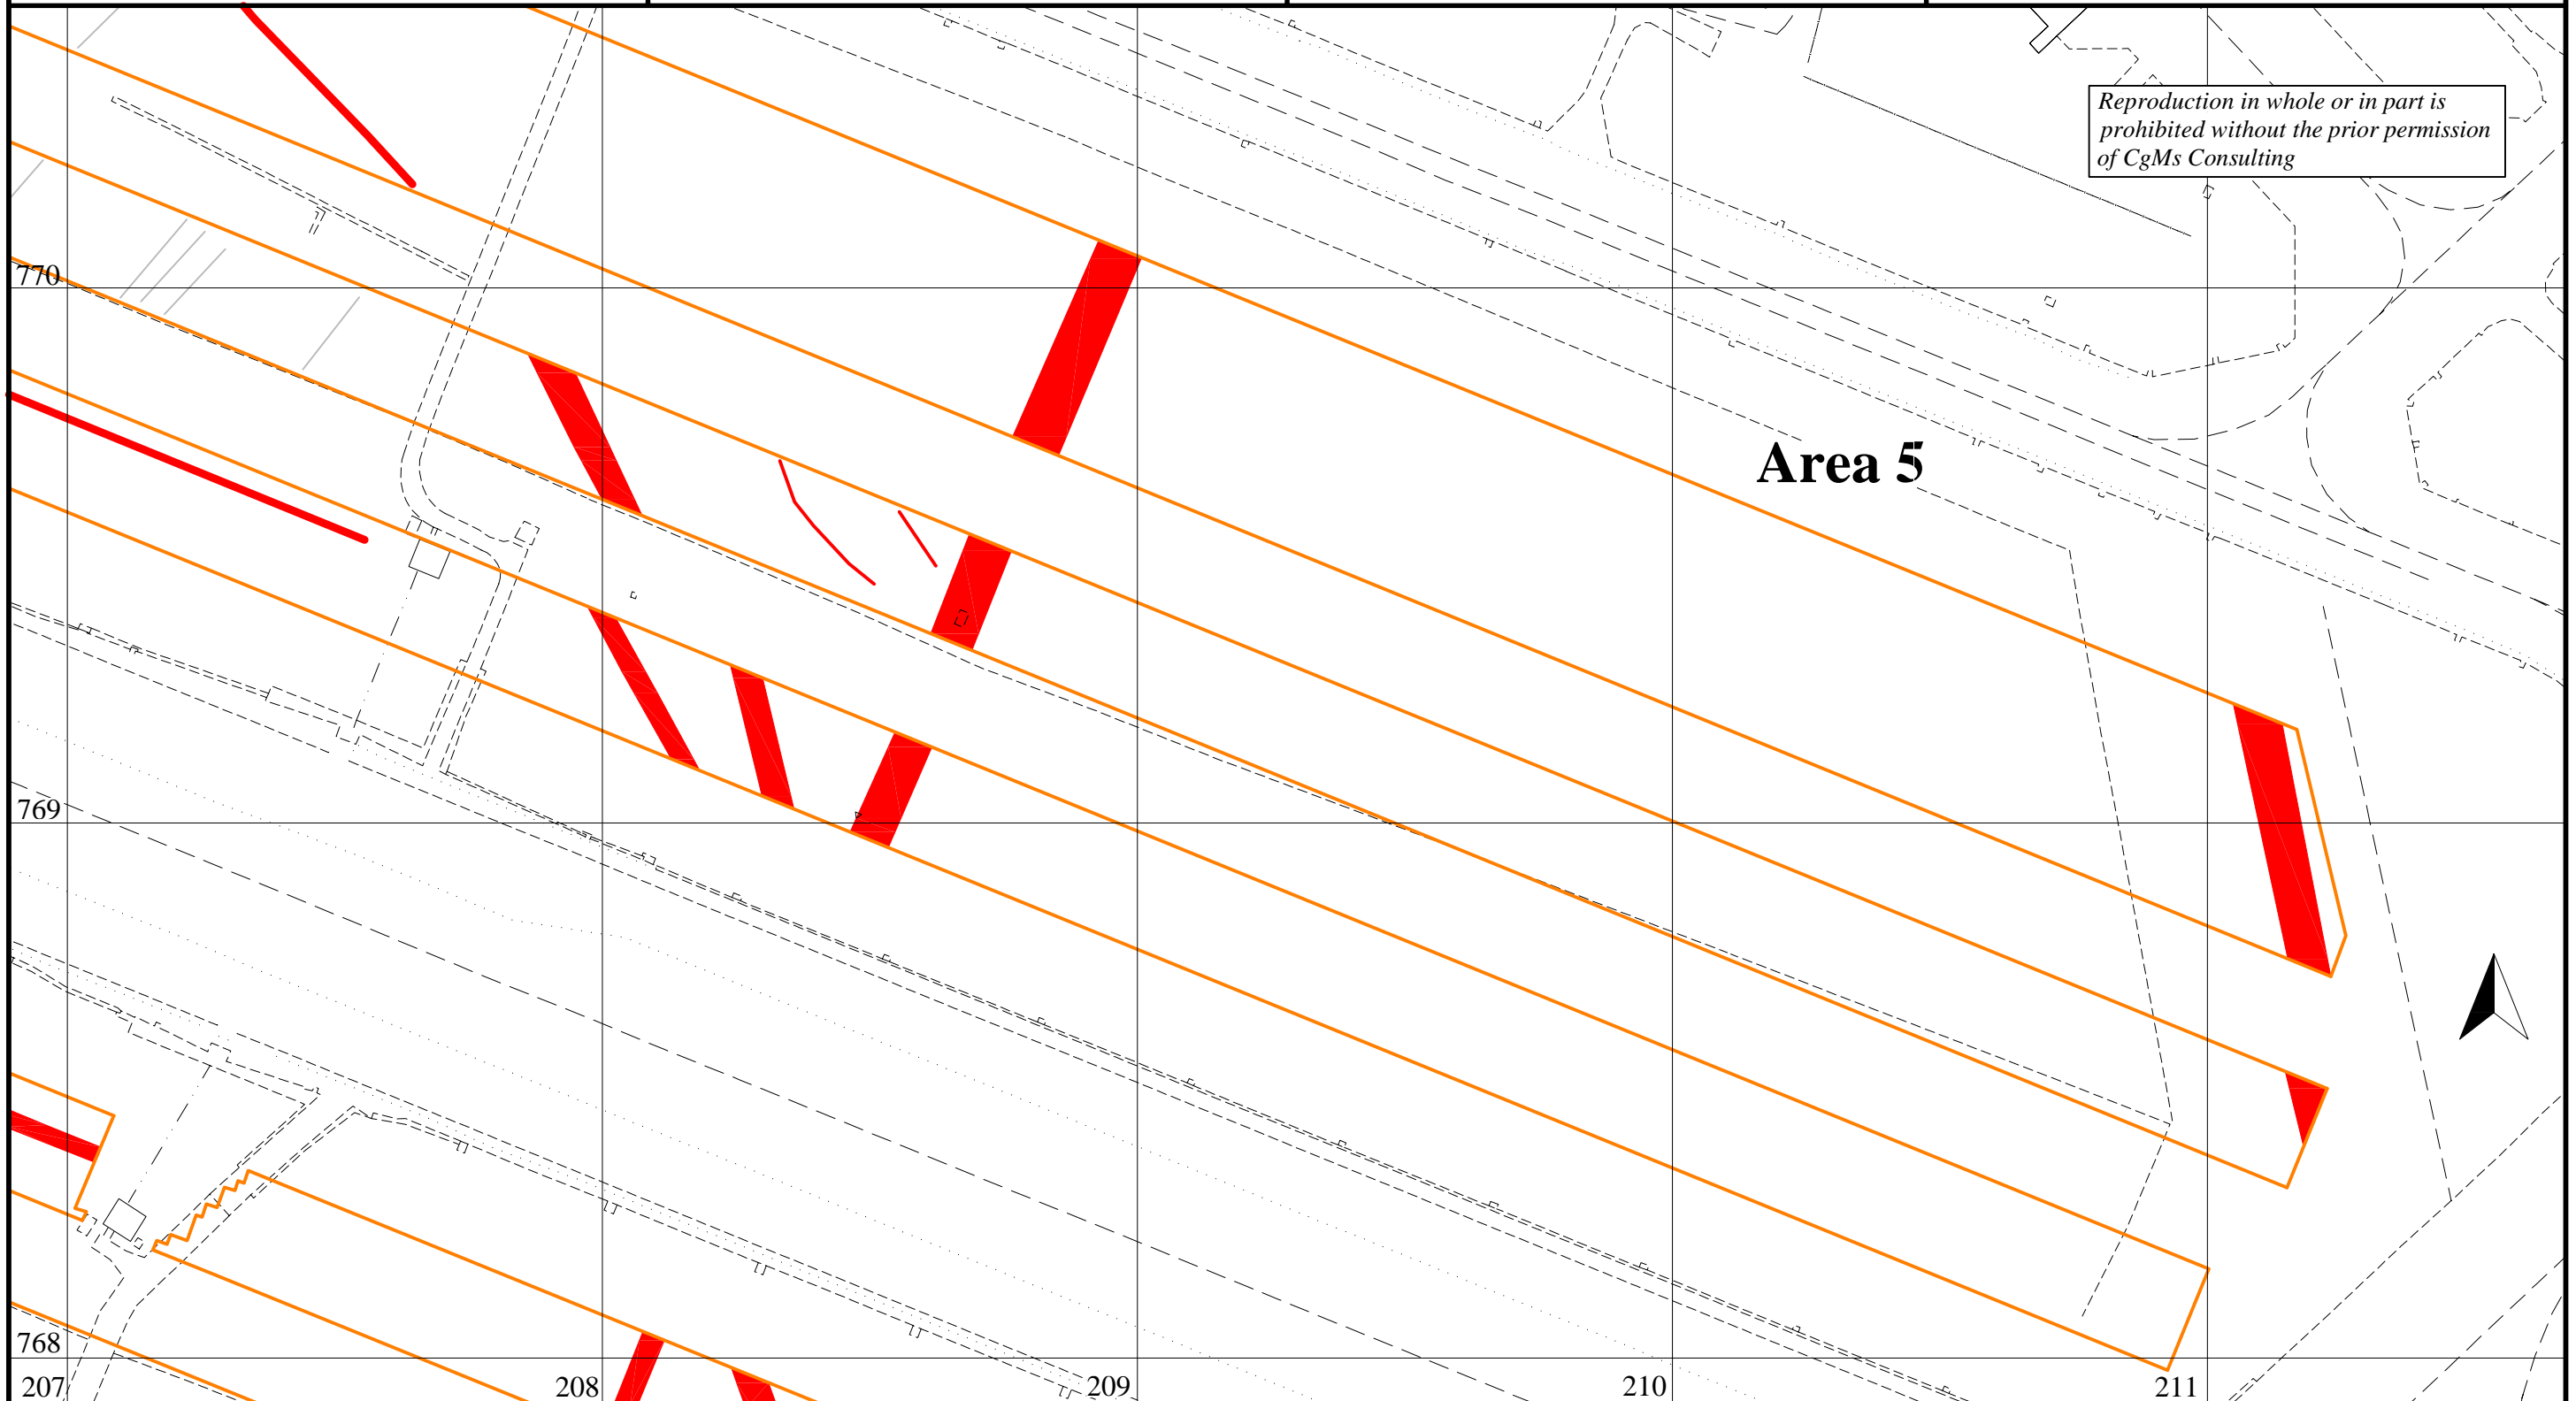 Reproduction in whole or in part is
prohibited without the prior permission
of CgMs Consulting
770
Area 5
769
768
207
208
209
210
211